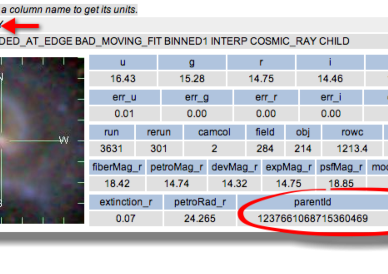 a column name to get its units.
DED_AT_EDGE BAD_MOVING_FIT BINNED1 INTERP COSMIC_RAY CHILD
u g r i
16.43 15.28 14.75 14.46
err_u err_g err_r err_i
0.01 0.00 0.00 0.00
run rerun camcol field obj rowc
3631 301 2 284 214 1213.4
fiberMag_r petroMag_r devMag_r expMag_r psfMag_r mod
18.42 14.74 14.32 14.75 18.85
W
extinction_r petroRad_r parentId
0.07 24.265 1237661068715360469